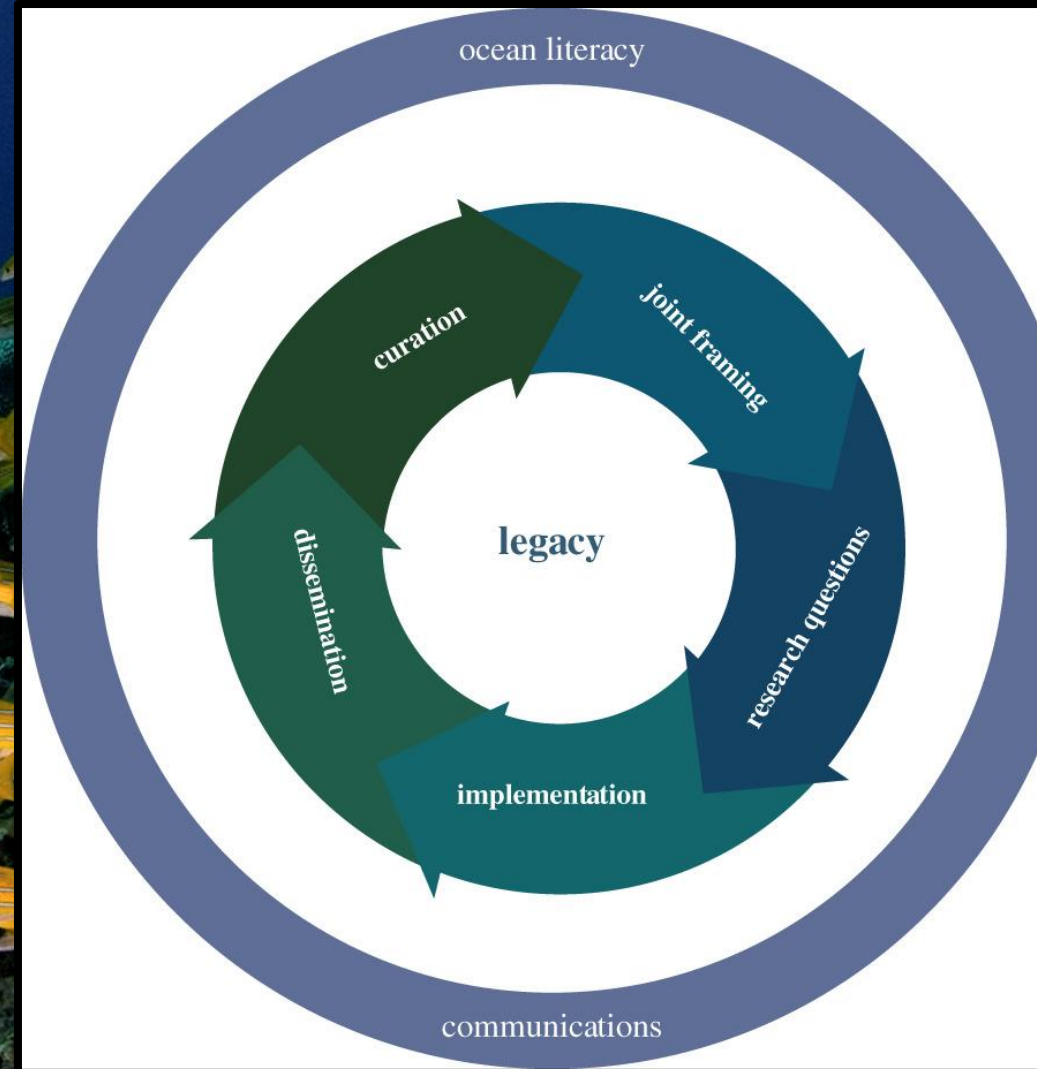 ocean literacy
joint framing
curation
legacy
research questions
dissemination
implementation
communications